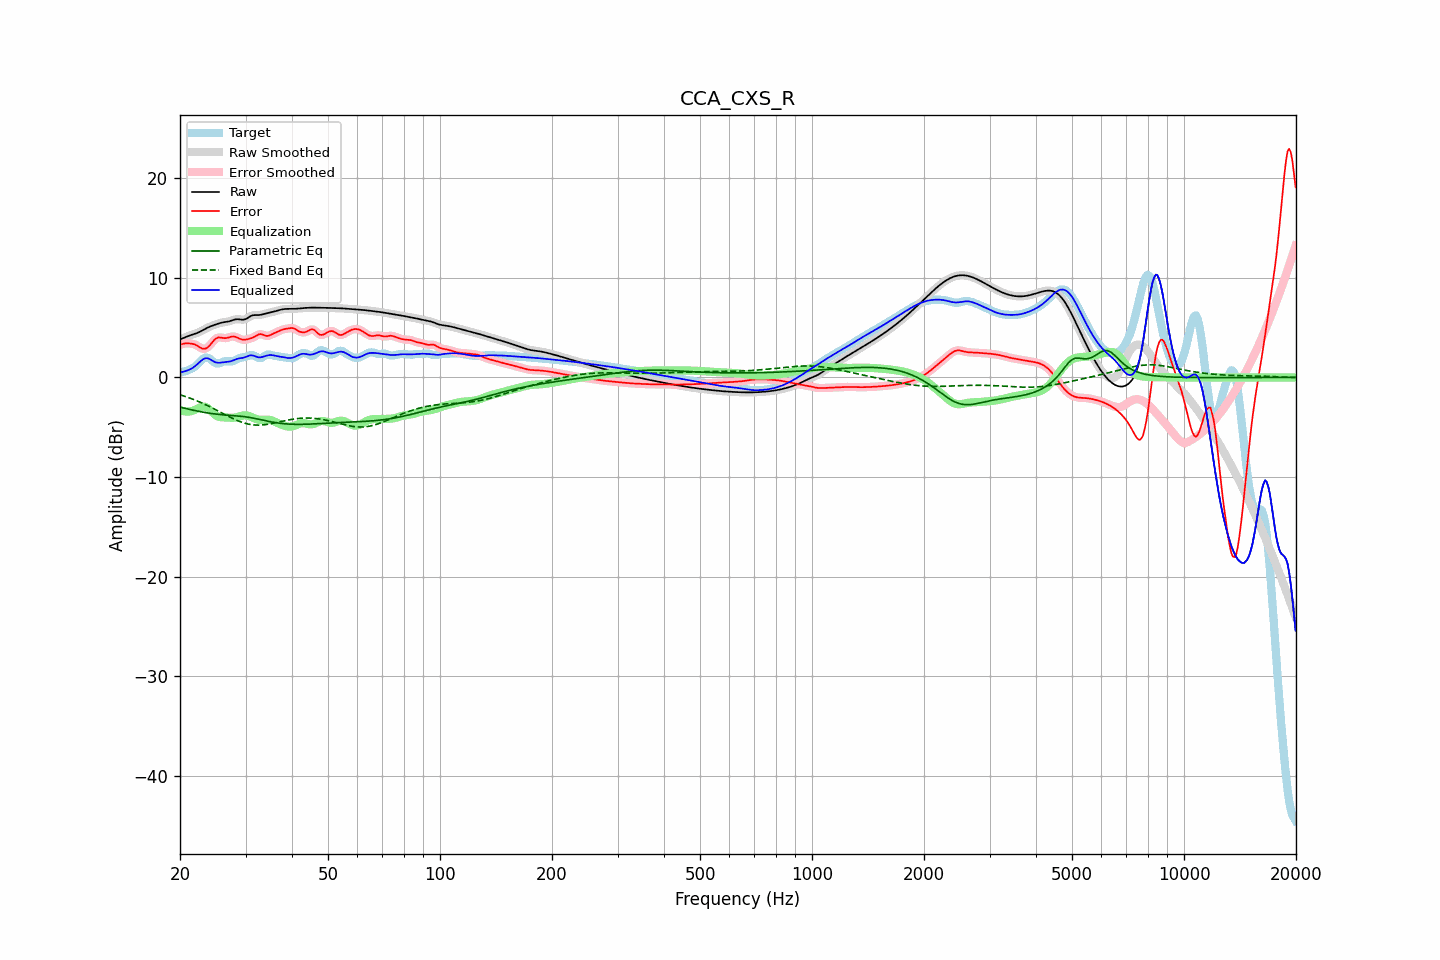 CCA_CXS_R
Target
Raw Smoothed
Error Smoothed
Raw
Error
Equalization
Parametric Eq
Fixed Band Eq
Equalized
20
10
0
−10
−20
−30
−40
Amplitude (dBr)
20 50 100 200 500 1000 2000 5000 10000 20000
Frequency (Hz)